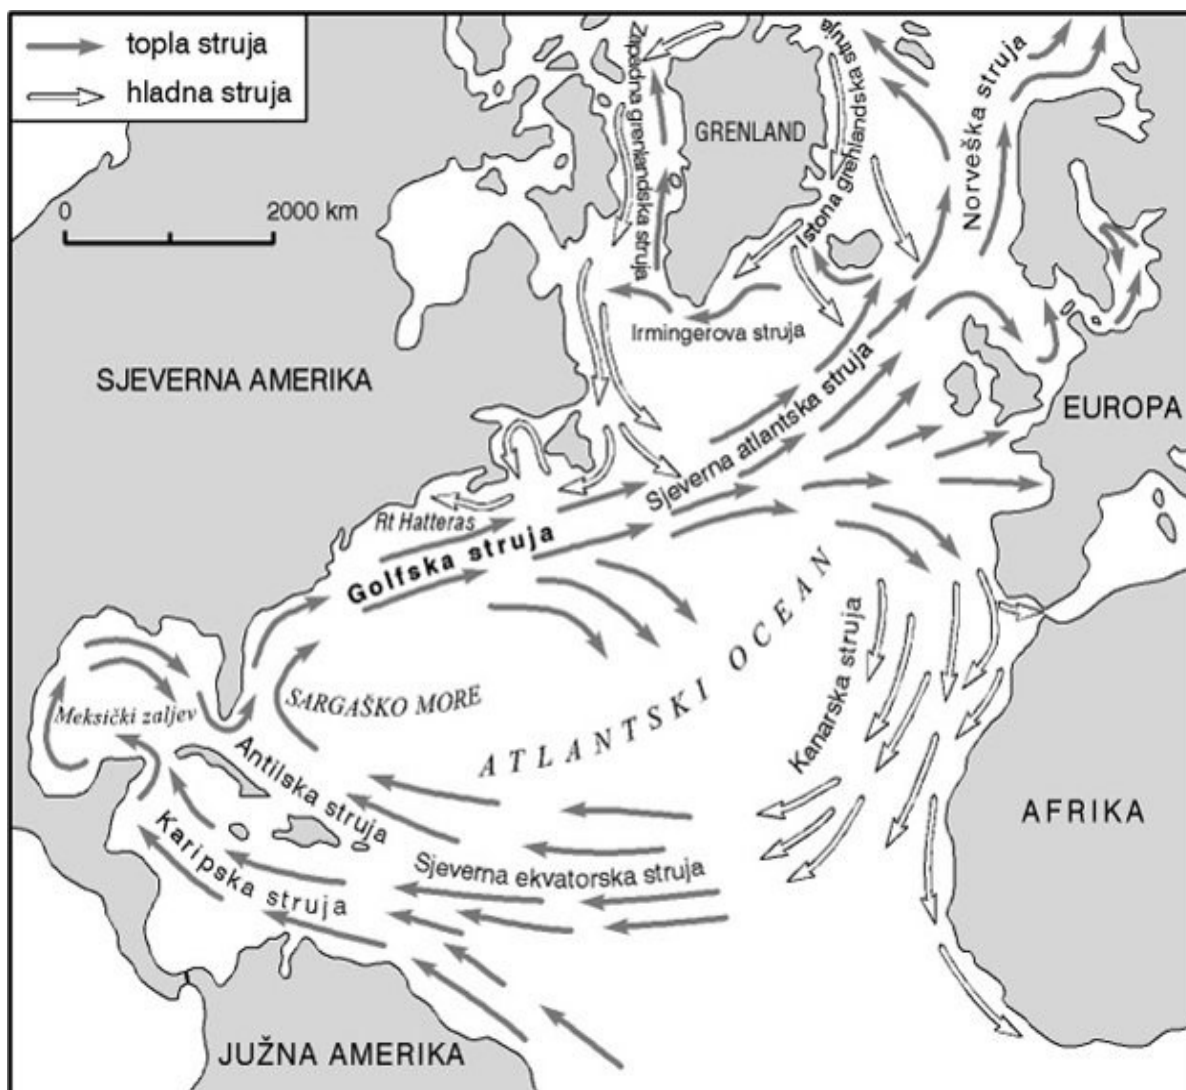 topla struja
hladna struja
0 2000 km
Zapadna grenlandska struja
GRENLAND
Istona grenlandska struja
Norveška struja
Irmingerova struja
SJEVERNA AMERIKA
EUROPA
Sjeverna atlantska struja
Rt Hatteras
Golfska struja
ATLANTSKI OCEAN
Kanarska struja
SARGAŠKO MORE
Meksički zaljev
Antilska struja
Karipska struja
Sjeverna ekvatorska struja
AFRIKA
JUŽNA AMERIKA